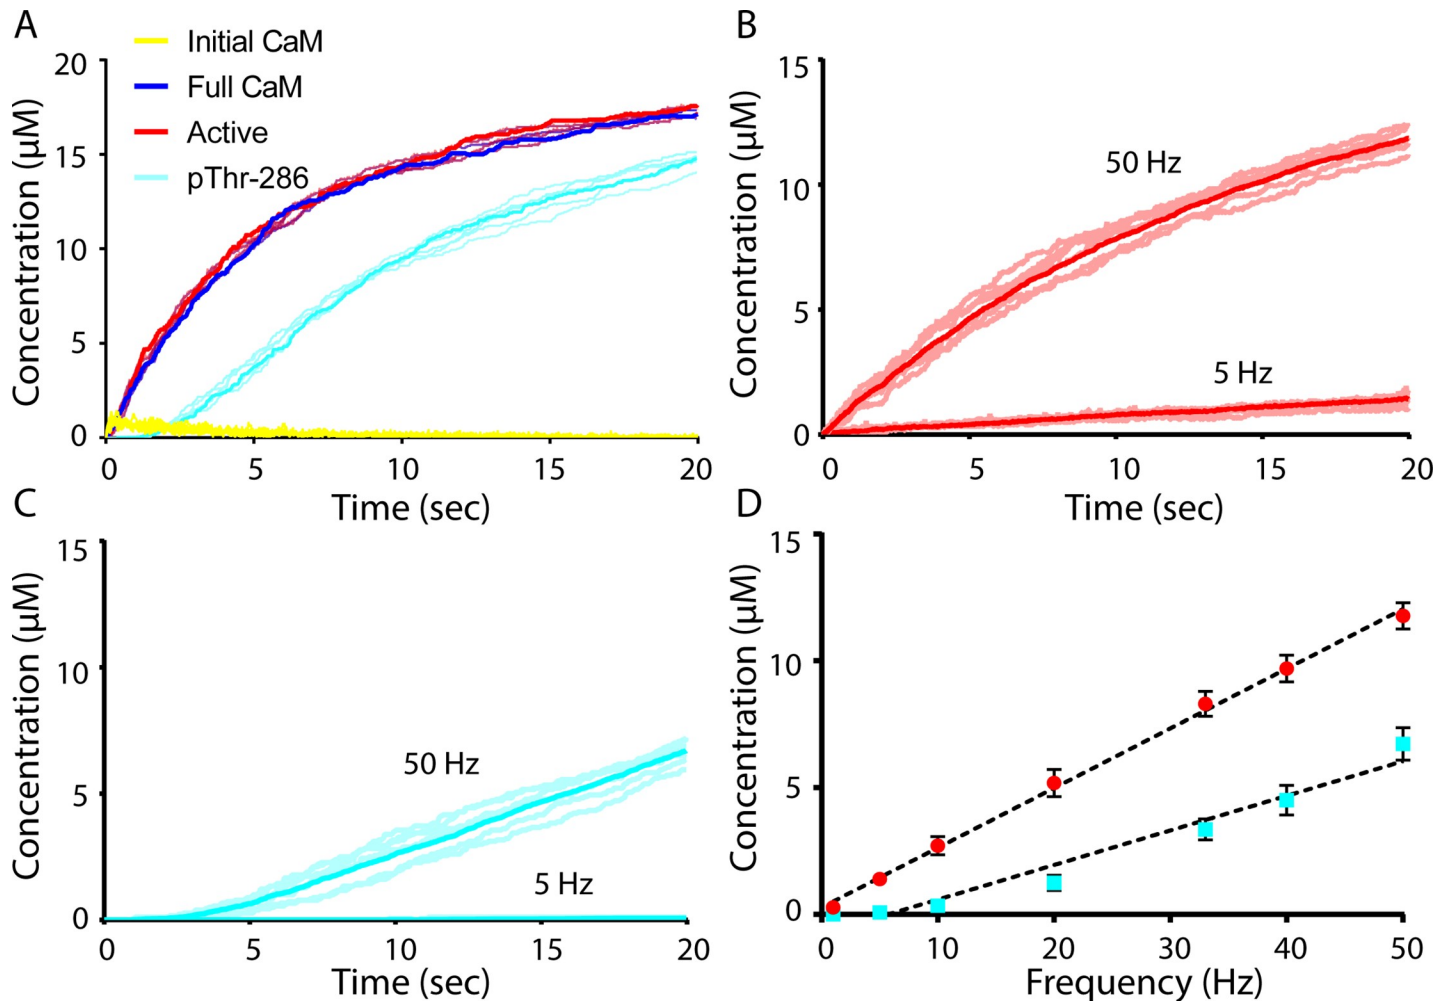 A
Initial CaM
Full CaM
Active
pThr-286
20
15
10
5
0
Concentration (µM)
0 5 10 15 20
Time (sec)
B
15
10
5
0
Concentration (µM)
50 Hz
5 Hz
0 5 10 15 20
Time (sec)
C
15
10
5
0
Concentration (µM)
50 Hz
5 Hz
0 5 10 15 20
Time (sec)
D
15
10
5
0
Concentration (µM)
0 10 20 30 40 50
Frequency (Hz)